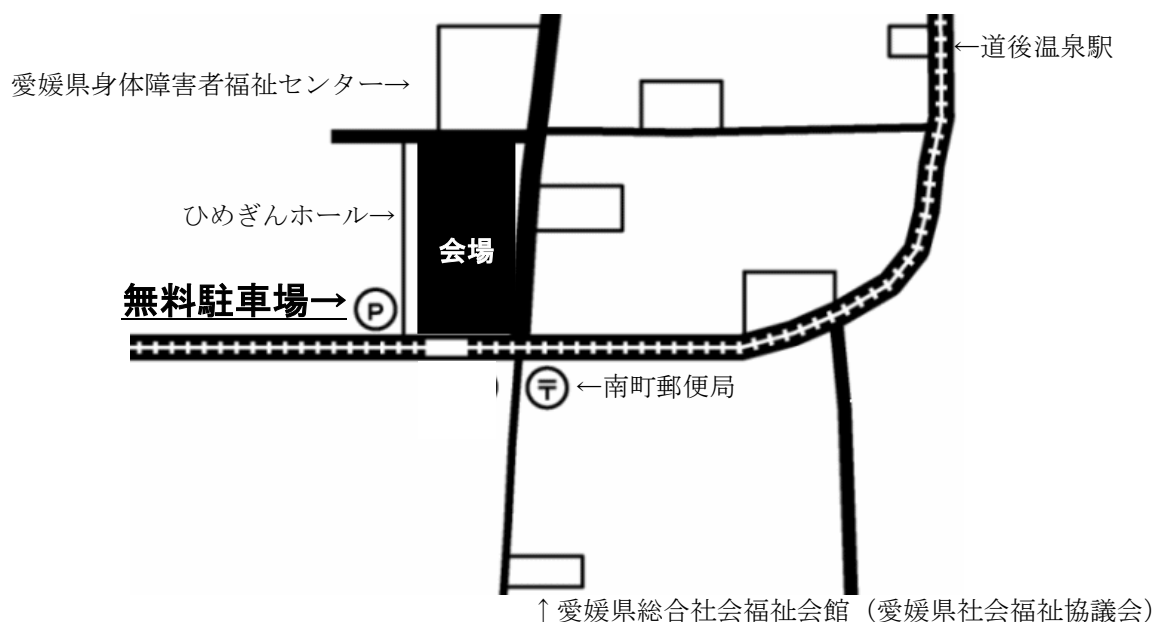 ←道後温泉駅
愛媛県身体障害者福祉センター→
ひめぎんホール→
会場
無料駐車場→
P
〒
←南町郵便局
↑愛媛県総合社会福祉会館（愛媛県社会福祉協議会）